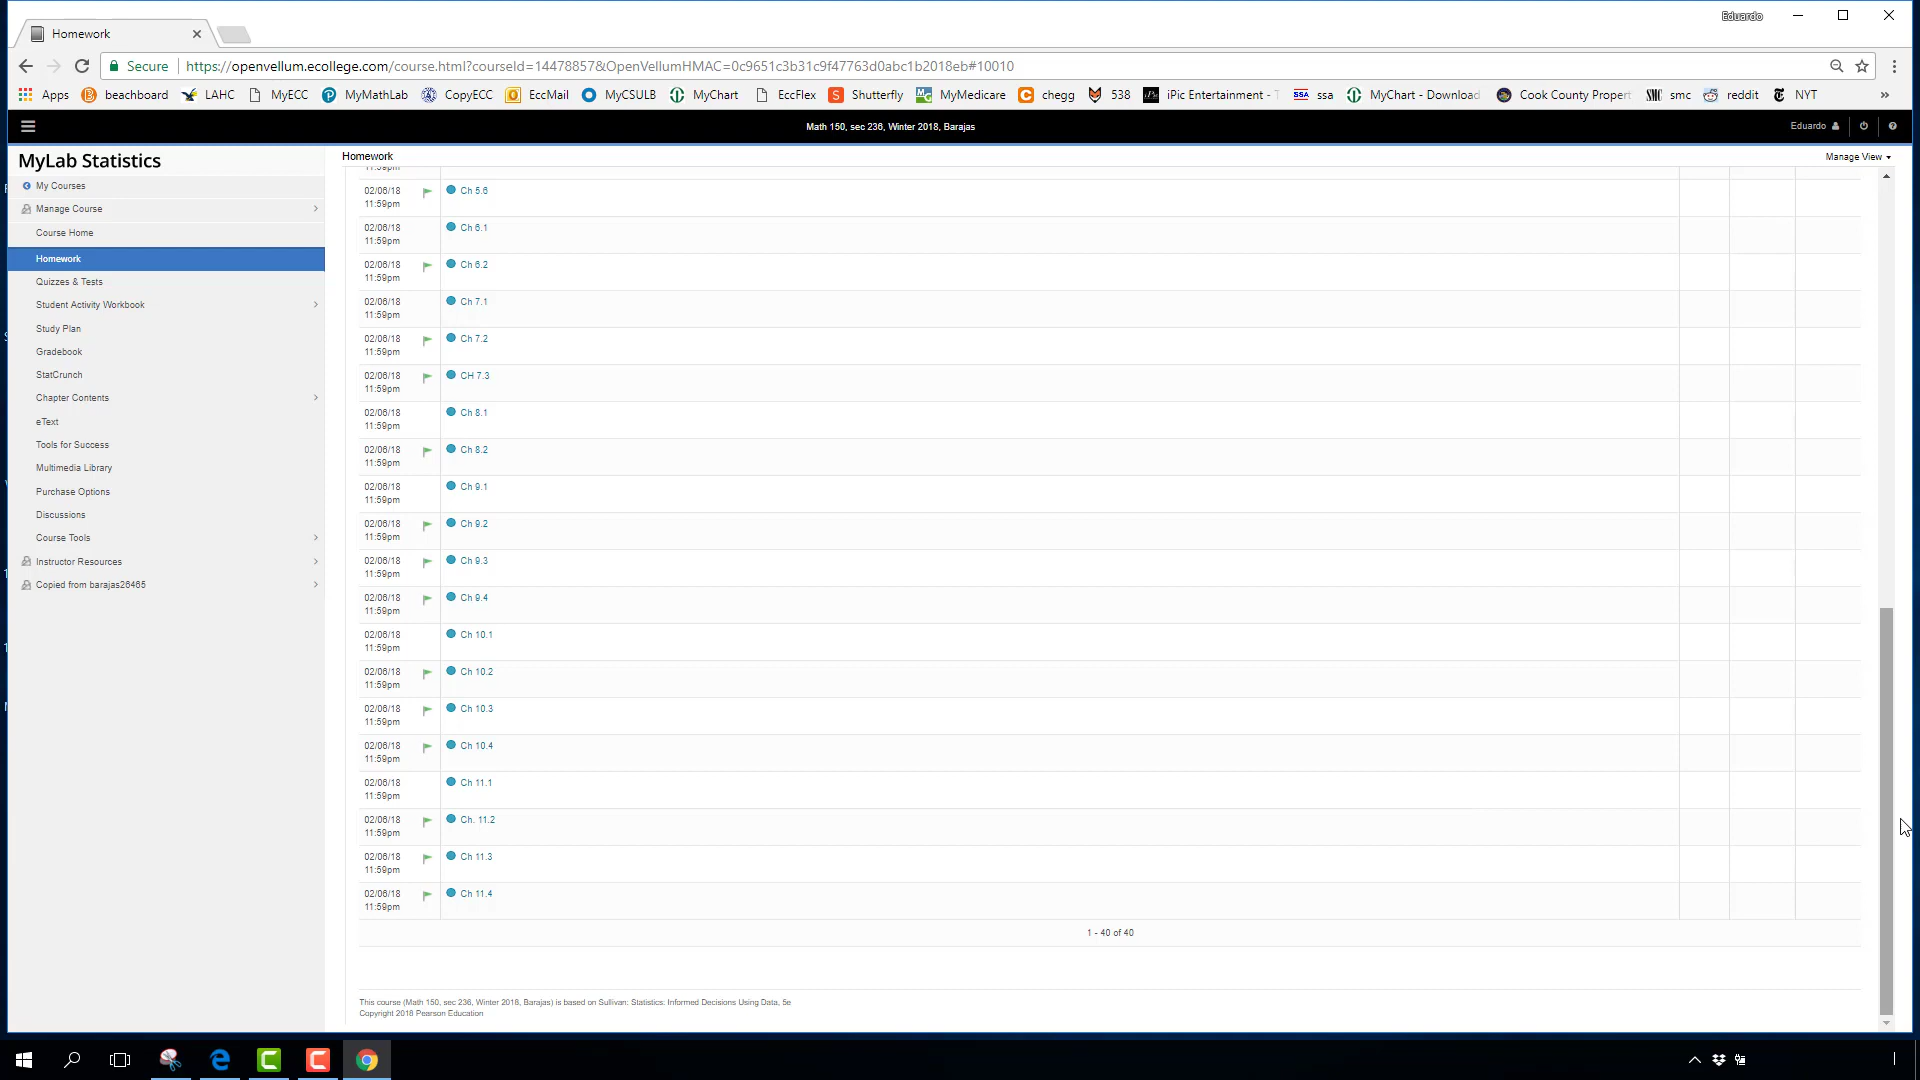 Homework
Eduardo
Secure
https://openvellum.ecollege.com/course.html?courseId=14478857&OpenVellumHMAC=0c9651c3b31c9f47763d0abc1b2018eb#10010
Apps
beachboard
LAHC
MyECC
MyMathLab
CopyECC
EccMail
MyCSULB
MyChart
EccFlex
Shutterfly
MyMedicare
chegg
538
iPic Entertainment -
ssa
MyChart - Download
Cook County Propert
smc
reddit
NYT
Math 150, sec 236, Winter 2018, Barajas
Eduardo
MyLab Statistics
My Courses
Manage Course
Course Home
Homework
Quizzes & Tests
Student Activity Workbook
Study Plan
Gradebook
StatCrunch
Chapter Contents
eText
Tools for Success
Multimedia Library
Purchase Options
Discussions
Course Tools
Instructor Resources
Copied from barajas26465
Homework
Manage View
11:59pm
02/06/18 Ch 5.6
11:59pm
02/06/18 Ch 6.1
11:59pm
02/06/18 Ch 6.2
11:59pm
02/06/18 Ch 7.1
11:59pm
02/06/18 Ch 7.2
11:59pm
02/06/18 CH 7.3
11:59pm
02/06/18 Ch 8.1
11:59pm
02/06/18 Ch 8.2
11:59pm
02/06/18 Ch 9.1
11:59pm
02/06/18 Ch 9.2
11:59pm
02/06/18 Ch 9.3
11:59pm
02/06/18 Ch 9.4
11:59pm
02/06/18 Ch 10.1
11:59pm
02/06/18 Ch 10.2
11:59pm
02/06/18 Ch 10.3
11:59pm
02/06/18 Ch 10.4
11:59pm
02/06/18 Ch 11.1
11:59pm
02/06/18 Ch. 11.2
11:59pm
02/06/18 Ch 11.3
11:59pm
02/06/18 Ch 11.4
11:59pm
1 - 40 of 40
This course (Math 150, sec 236, Winter 2018, Barajas) is based on Sullivan: Statistics: Informed Decisions Using Data, 5e
Copyright 2018 Pearson Education